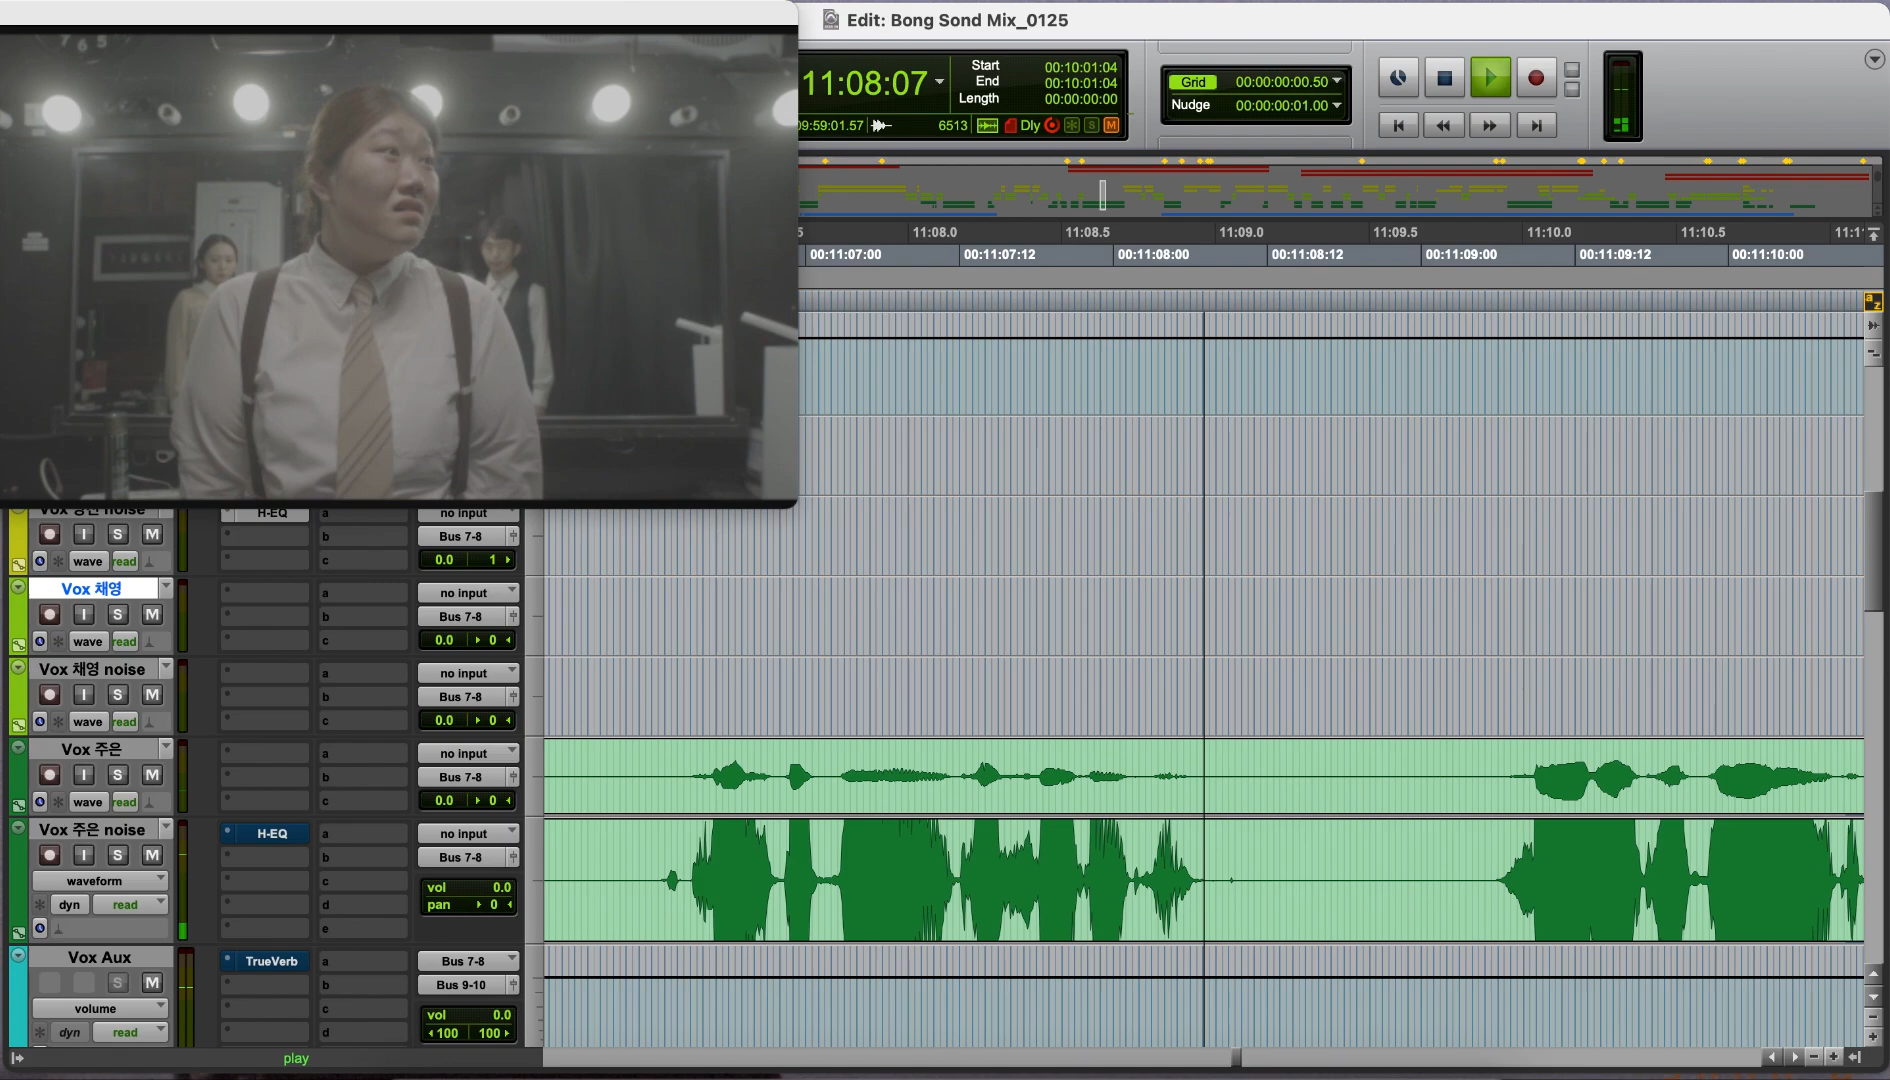 Edit: Bong Sond Mix_0125
11:08:07
Start 00:10:01:04
End 00:10:01:04
Length 00:00:00:00
09:59:01.57 6513 Dly S M
Grid 00:00:00:00.50
Nudge 00:00:00:01.00
11:08.0 11:08.5 11:09.0 11:09.5 11:10.0 11:10.5
00:11:07:00 00:11:07:12 00:11:08:00 00:11:08:12 00:11:09:00 00:11:09:12 00:11:10:00
a z
noise H-EQ a no input
I S M b Bus 7-8
wave read c 0.0 1
Vox 채영 a no input
I S M b Bus 7-8
wave read c 0.0 0
Vox 채영 noise a no input
I S M b Bus 7-8
wave read c 0.0 0
Vox 주은 a no input
I S M b Bus 7-8
wave read c 0.0 0
Vox 주은 noise H-EQ a no input
I S M b Bus 7-8
waveform c vol 0.0
dyn read d pan 0
e
Vox Aux TrueVerb a Bus 7-8
S M b Bus 9-10
volume c vol 0.0
dyn read d 100 100
play